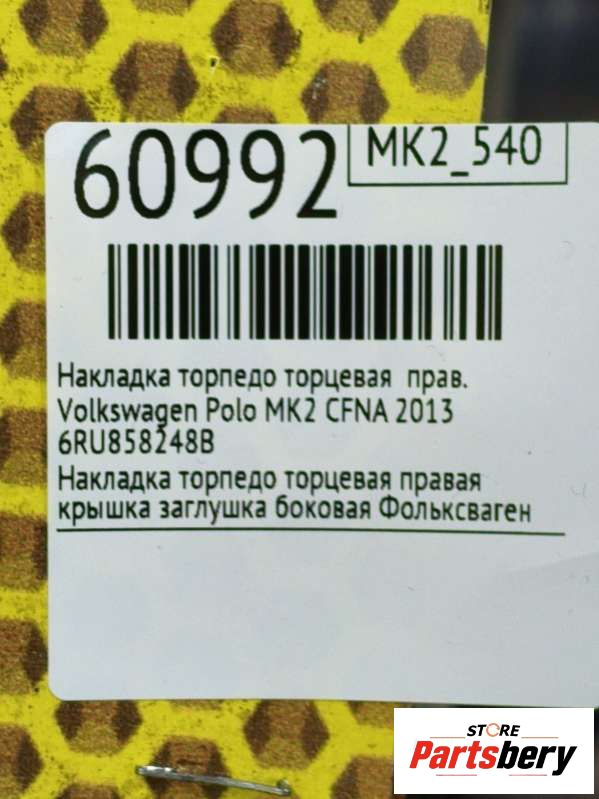 60992
MK2_540
Накладка торпедо торцевая прав.
Volkswagen Polo MK2 CFNA 2013
6RU858248B
Накладка торпедо торцевая правая
крышка заглушка боковая Фольксваген
STORE
Partsbery